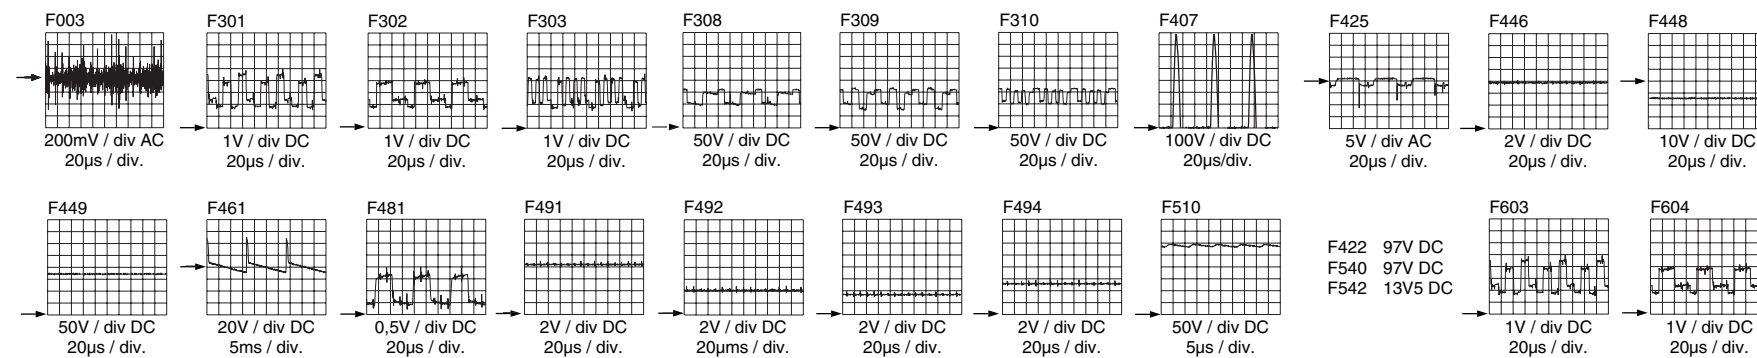 F003 F301 F302 F303 F308 F309 F310 F407 F425 F446 F448
200mV / div AC 1V / div DC 1V / div DC 1V / div DC 50V / div DC 50V / div DC 50V / div DC 100V / div DC 5V / div AC 2V / div DC 10V / div DC
20µs / div. 20µs / div. 20µs / div. 20µs / div. 20µs / div. 20µs / div. 20µs / div. 20µs/div. 20µs / div. 20µs / div. 20µs / div.
F449 F461 F481 F491 F492 F493 F494 F510 F603 F604
F422 97V DC
F540 97V DC
F542 13V5 DC
50V / div DC 20V / div DC 0,5V / div DC 2V / div DC 2V / div DC 2V / div DC 2V / div DC 50V / div DC 1V / div DC 1V / div DC
20µs / div. 5ms / div. 20µs / div. 20µs / div. 20µms / div. 20µs / div. 20µs / div. 5µs / div. 20µs / div. 20µs / div.